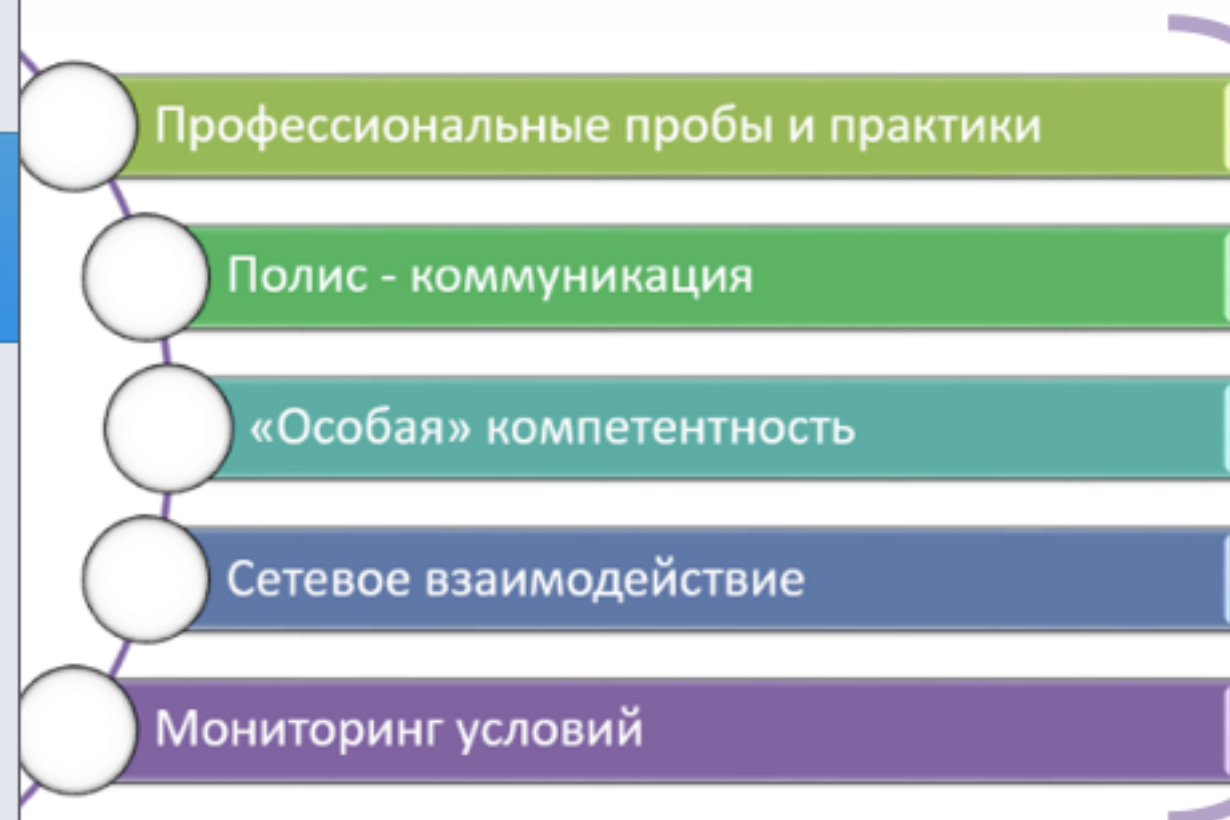 Профессиональные пробы и практики
Полис - коммуникация
«Особая» компетентность
Сетевое взаимодействие
Мониторинг условий